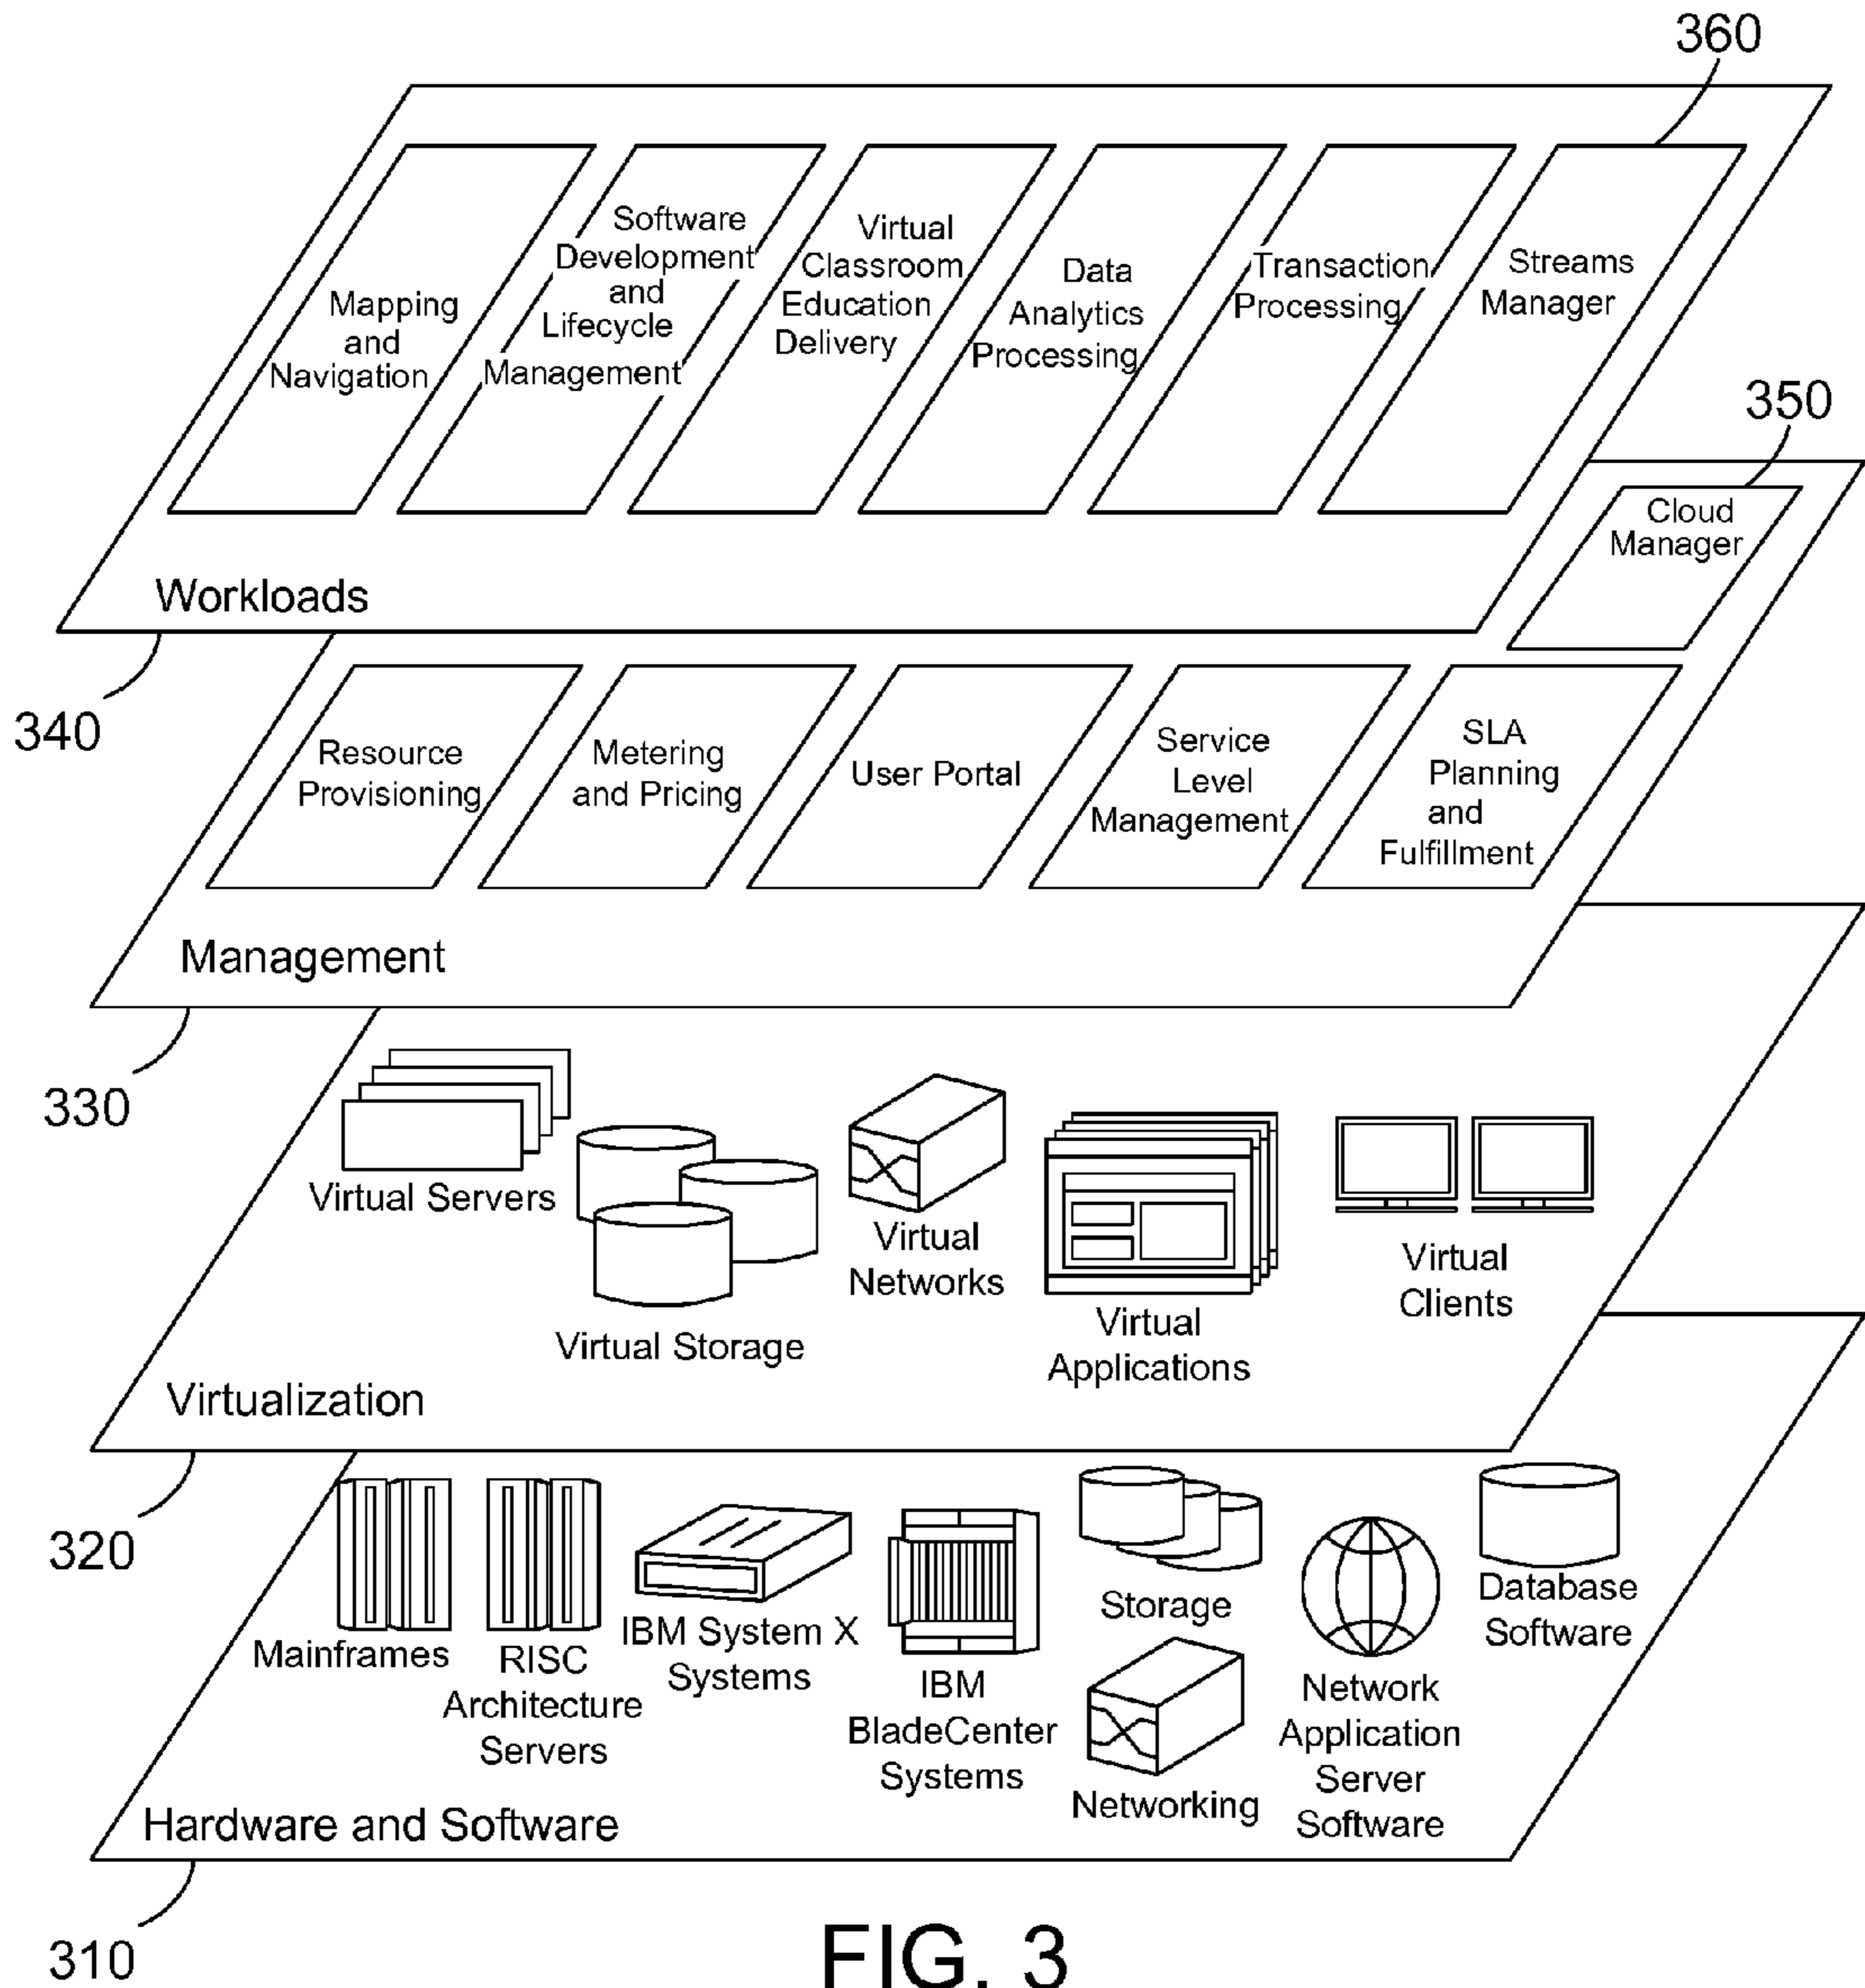 360
Mapping
and
Navigation
Software
Development
and
Lifecycle
Management
Virtual
Classroom
Education
Delivery
Data
Analytics
Processing
Transaction
Processing
Streams
Manager
350
Cloud
Manager
Workloads
340
Resource
Provisioning
Metering
and Pricing
User Portal
Service
Level
Management
SLA
Planning
and
Fulfillment
Management
330
Virtual Servers
Virtual Storage
Virtual
Networks
Virtual
Applications
Virtual
Clients
Virtualization
320
Mainframes
RISC
Architecture
Servers
IBM System X
Systems
IBM
BladeCenter
Systems
Storage
Networking
Network
Application
Server
Software
Database
Software
Hardware and Software
310
FIG. 3